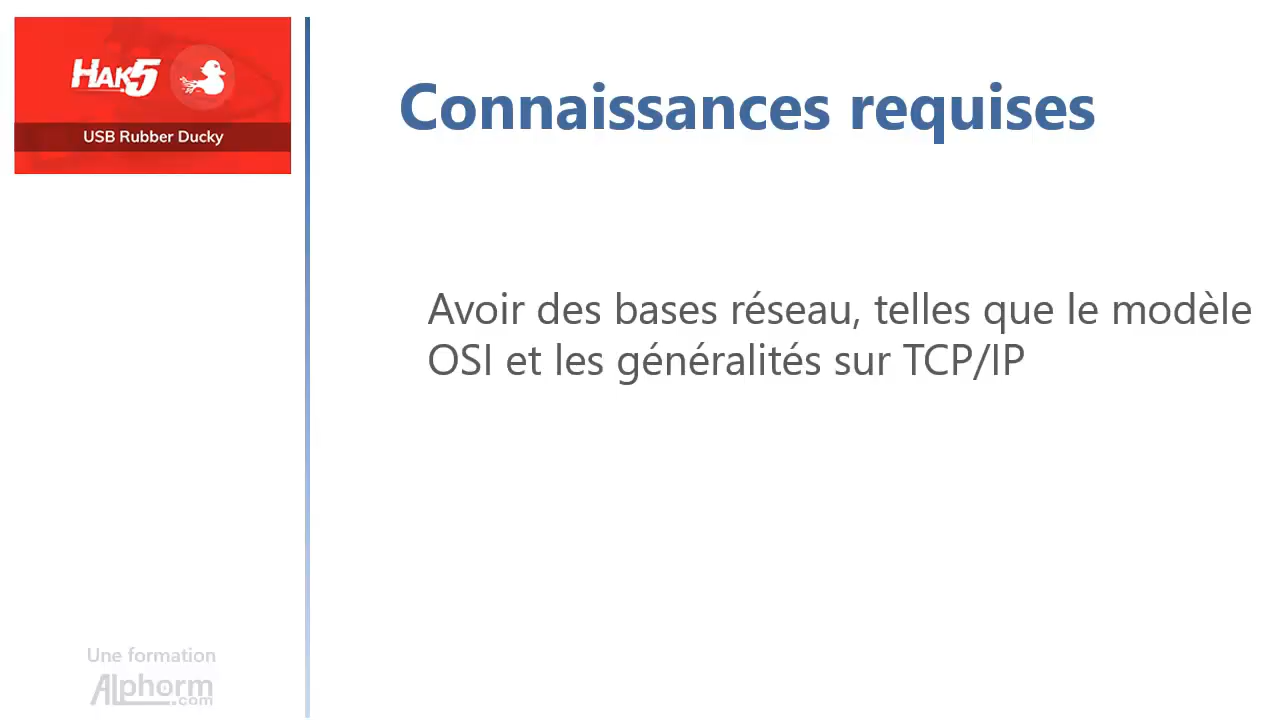 HAK5
USB Rubber Ducky
Connaissances requises
Avoir des bases réseau, telles que le modèle
OSI et les généralités sur TCP/IP
Une formation
Alphorm
.com